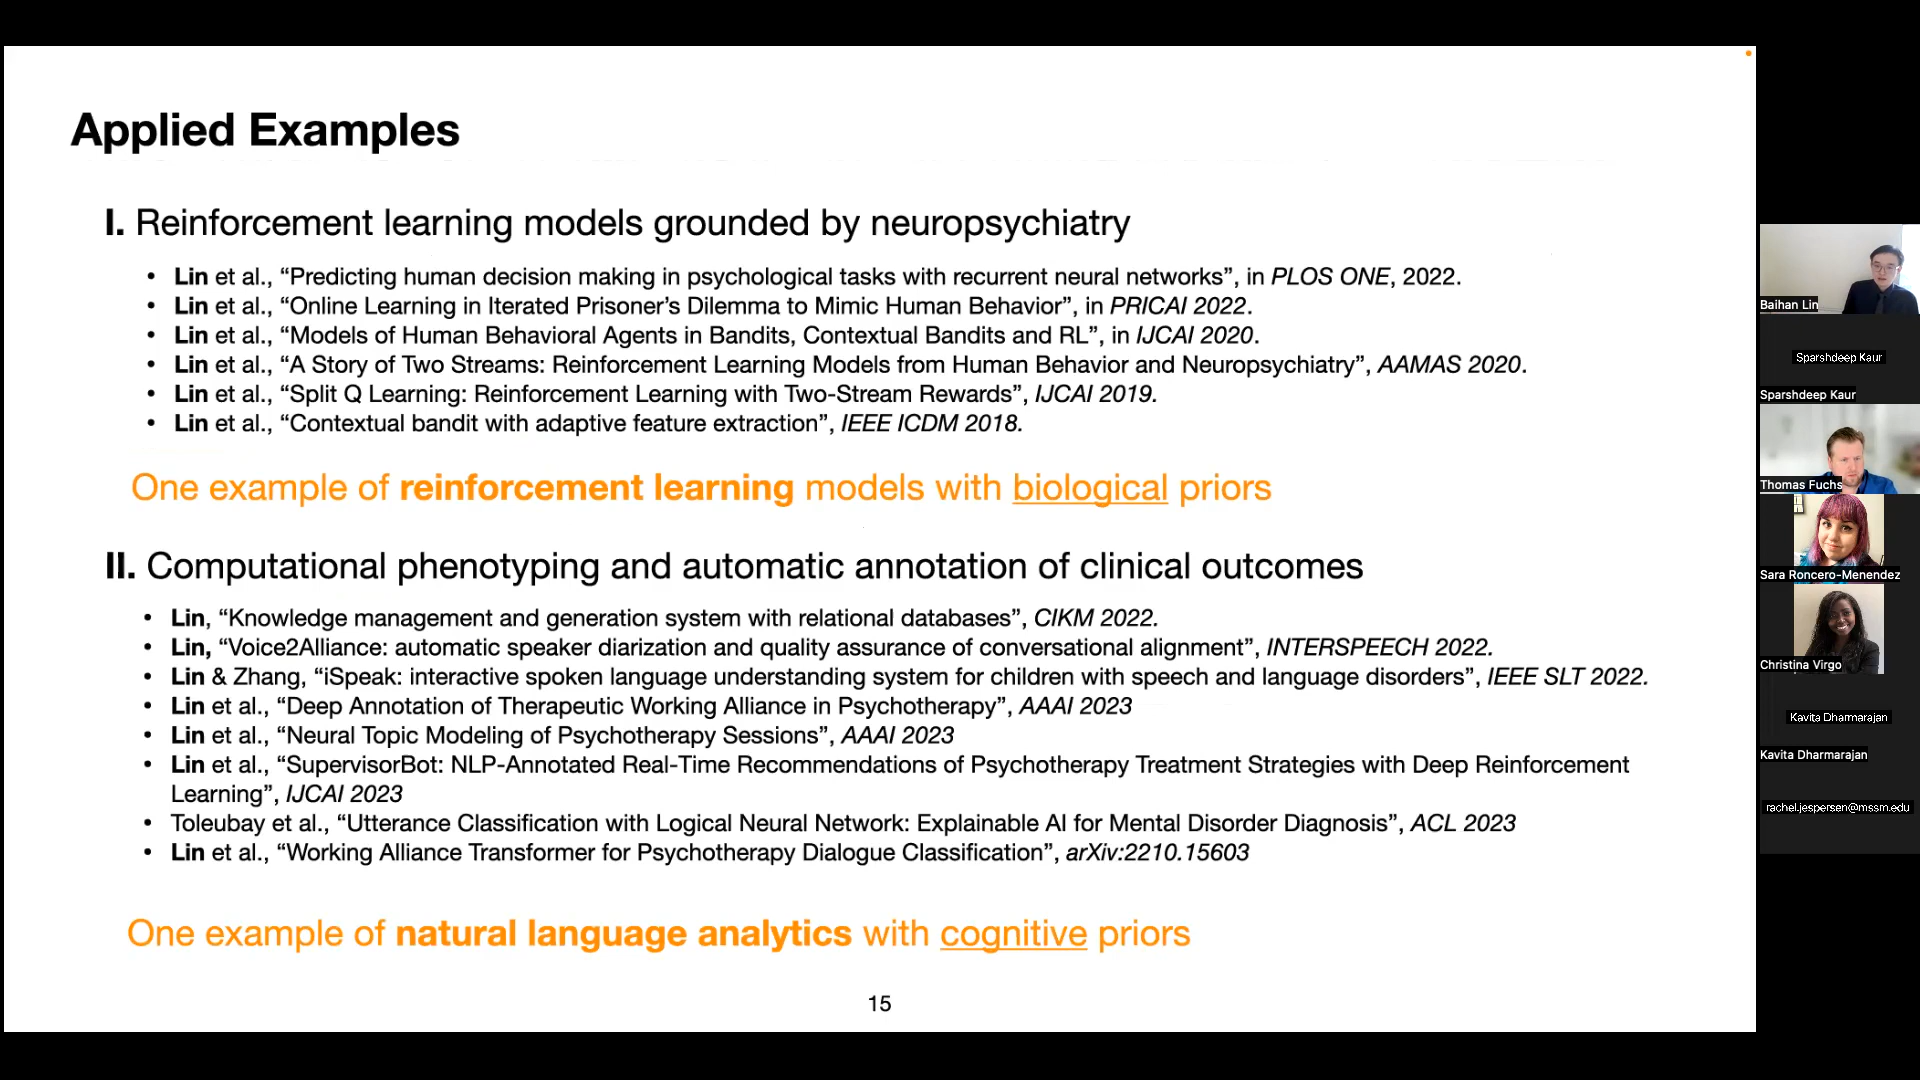 Applied Examples
I. Reinforcement learning models grounded by neuropsychiatry
• Lin et al., “Predicting human decision making in psychological tasks with recurrent neural networks”, in PLOS ONE, 2022.
• Lin et al., “Online Learning in Iterated Prisoner’s Dilemma to Mimic Human Behavior”, in PRICAI 2022.
• Lin et al., “Models of Human Behavioral Agents in Bandits, Contextual Bandits and RL”, in IJCAI 2020.
• Lin et al., “A Story of Two Streams: Reinforcement Learning Models from Human Behavior and Neuropsychiatry”, AAMAS 2020.
• Lin et al., “Split Q Learning: Reinforcement Learning with Two-Stream Rewards”, IJCAI 2019.
• Lin et al., “Contextual bandit with adaptive feature extraction”, IEEE ICDM 2018.
One example of reinforcement learning models with biological priors
II. Computational phenotyping and automatic annotation of clinical outcomes
• Lin, “Knowledge management and generation system with relational databases”, CIKM 2022.
• Lin, “Voice2Alliance: automatic speaker diarization and quality assurance of conversational alignment”, INTERSPEECH 2022.
• Lin & Zhang, “iSpeak: interactive spoken language understanding system for children with speech and language disorders”, IEEE SLT 2022.
• Lin et al., “Deep Annotation of Therapeutic Working Alliance in Psychotherapy”, AAAI 2023
• Lin et al., “Neural Topic Modeling of Psychotherapy Sessions”, AAAI 2023
• Lin et al., “SupervisorBot: NLP-Annotated Real-Time Recommendations of Psychotherapy Treatment Strategies with Deep Reinforcement
Learning”, IJCAI 2023
• Toleubay et al., “Utterance Classification with Logical Neural Network: Explainable AI for Mental Disorder Diagnosis”, ACL 2023
• Lin et al., “Working Alliance Transformer for Psychotherapy Dialogue Classification”, arXiv:2210.15603
One example of natural language analytics with cognitive priors
15
Baihan Lin
Sparshdeep Kaur
Sparshdeep Kaur
Thomas Fuchs
Sara Roncero-Menendez
Christina Virgo
Kavita Dharmarajan
Kavita Dharmarajan
rachel.jespersen@mssm.edu